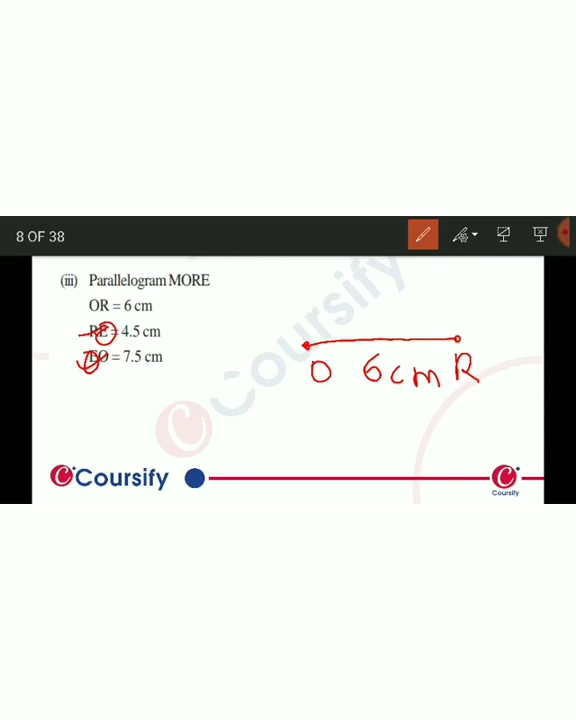 8 OF 38
(iii) Parallelogram MORE
OR = 6 cm
RE = 4.5 cm
EO = 7.5 cm
O 6cm R
Coursify
Coursify
Coursify